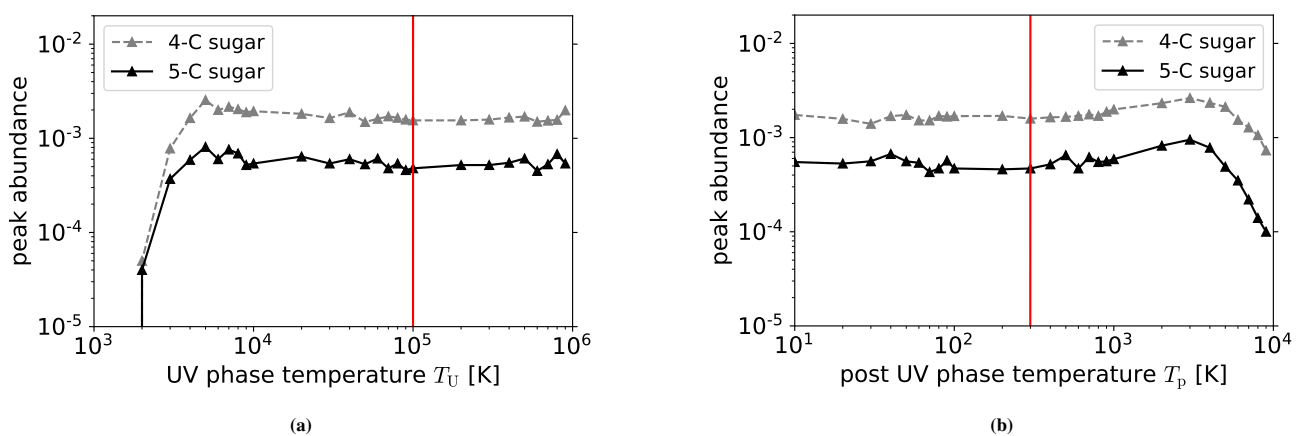 10^-2
10^-3
10^-4
10^-5
peak abundance
4-C sugar
5-C sugar
10^3
10^4
10^5
10^6
UV phase temperature T_U [K]
(a)
10^-2
10^-3
10^-4
10^-5
peak abundance
4-C sugar
5-C sugar
10^1
10^2
10^3
10^4
post UV phase temperature T_p [K]
(b)